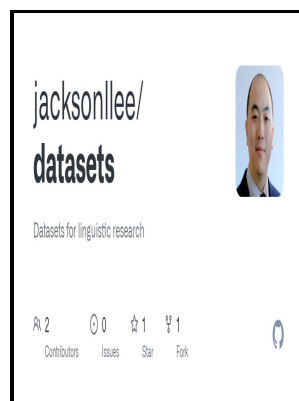 jacksonllee/
datasets
Datasets for linguistic research
2 0 1 1
Contributors Issues Star Fork